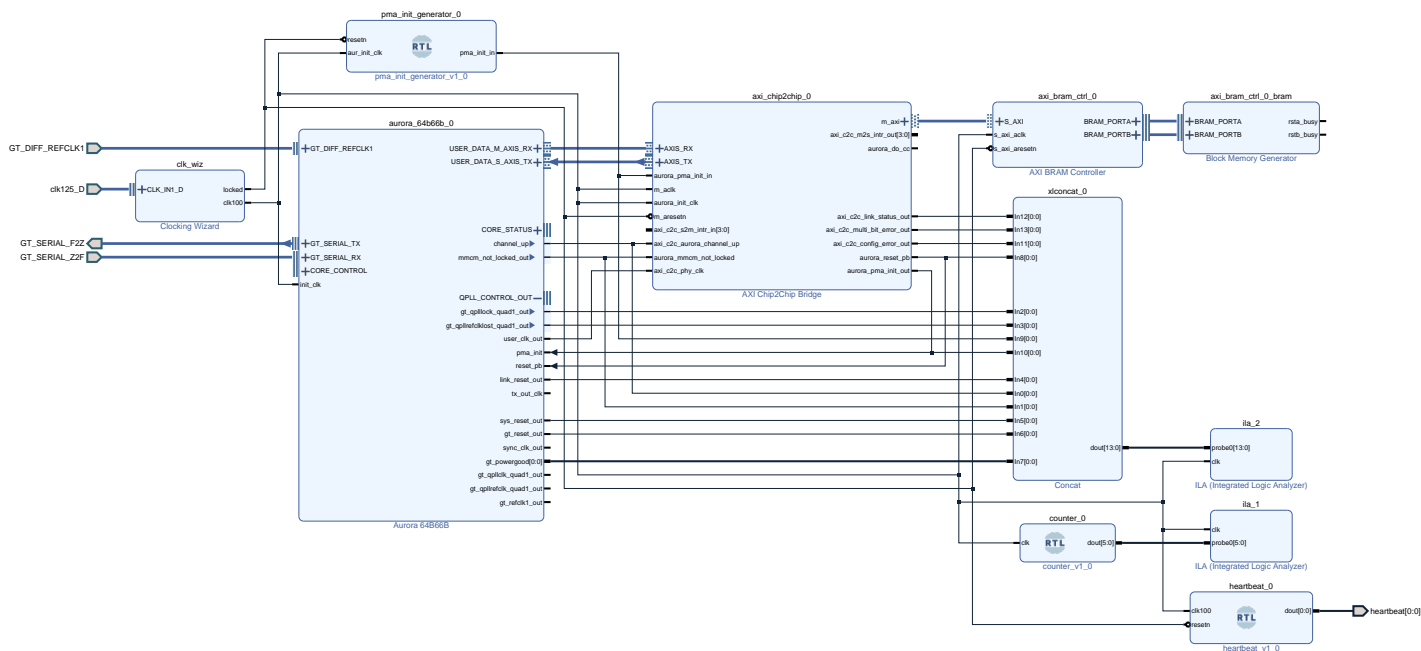 pma_init_generator_0
resetn
aur_init_clk
pma_init_in
RTL
pma_init_generator_v1_0
GT_DIFF_REFCLK1
clk125_D
GT_SERIAL_F2Z
GT_SERIAL_Z2F
clk_wiz
CLK_IN1_D
locked
clk100
Clocking Wizard
aurora_64b66b_0
GT_DIFF_REFCLK1
GT_SERIAL_TX
GT_SERIAL_RX
CORE_CONTROL
init_clk
USER_DATA_M_AXIS_RX
USER_DATA_S_AXIS_TX
CORE_STATUS
channel_up
mmcm_not_locked_out
QPLL_CONTROL_OUT
gt_qplllock_quad1_out
gt_qpllrefclklost_quad1_out
user_clk_out
pma_init
reset_pb
link_reset_out
tx_out_clk
sys_reset_out
gt_reset_out
sync_clk_out
gt_powergood[0:0]
gt_qpllclk_quad1_out
gt_qpllrefclk_quad1_out
gt_refclk1_out
Aurora 64B66B
axi_chip2chip_0
AXIS_RX
AXIS_TX
aurora_pma_init_in
m_aclk
aurora_init_clk
m_aresetn
axi_c2c_s2m_intr_in[3:0]
axi_c2c_aurora_channel_up
aurora_mmcm_not_locked
axi_c2c_phy_clk
m_axi
axi_c2c_m2s_intr_out[3:0]
aurora_do_cc
axi_c2c_link_status_out
axi_c2c_multi_bit_error_out
axi_c2c_config_error_out
aurora_reset_pb
aurora_pma_init_out
AXI Chip2Chip Bridge
axi_bram_ctrl_0
S_AXI
s_axi_aclk
s_axi_aresetn
BRAM_PORTA
BRAM_PORTB
AXI BRAM Controller
axi_bram_ctrl_0_bram
BRAM_PORTA
BRAM_PORTB
rsta_busy
rstb_busy
Block Memory Generator
xlconcat_0
In12[0:0]
In13[0:0]
In11[0:0]
In8[0:0]
In2[0:0]
In3[0:0]
In9[0:0]
In10[0:0]
In4[0:0]
In0[0:0]
In1[0:0]
In5[0:0]
In6[0:0]
In7[0:0]
dout[13:0]
Concat
ila_2
probe0[13:0]
clk
ILA (Integrated Logic Analyzer)
ila_1
clk
probe0[5:0]
ILA (Integrated Logic Analyzer)
counter_0
clk
RTL
dout[5:0]
counter_v1_0
heartbeat_0
clk100
resetn
RTL
dout[0:0]
heartbeat_v1_0
heartbeat[0:0]